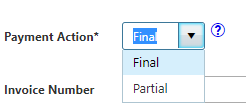 Payment Action* Final ?
Final
Partial
Invoice Number